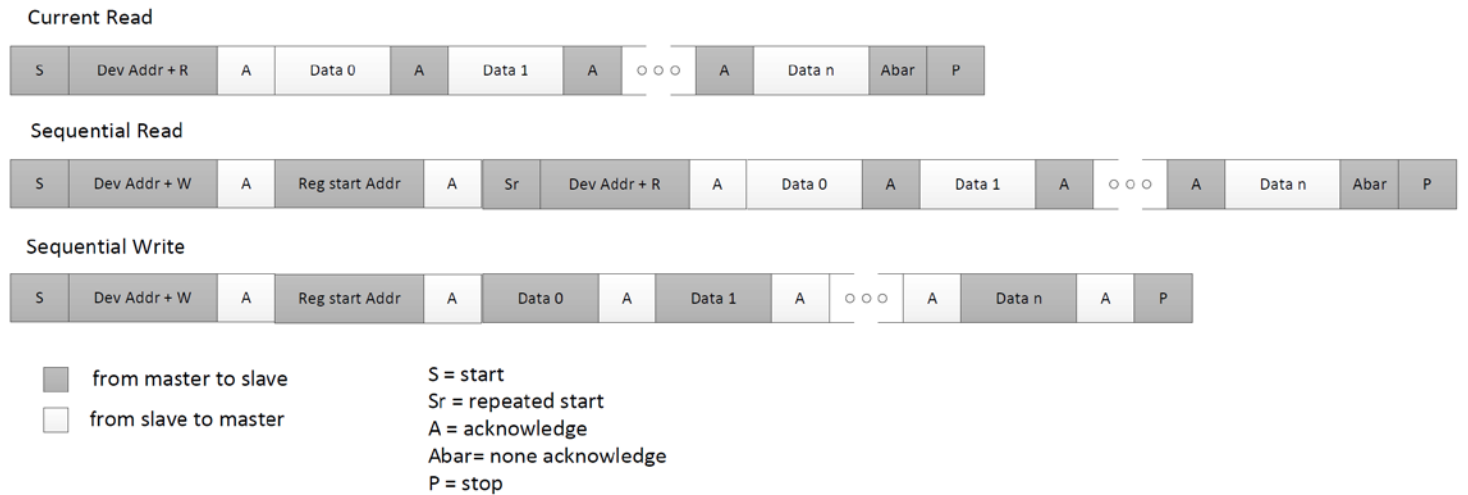 Current Read
S Dev Addr + R A Data 0 A Data 1 A A Data n Abar P
Sequential Read
S Dev Addr + W A Reg start Addr A Sr Dev Addr + R A Data 0 A Data 1 A A Data n Abar P
Sequential Write
S Dev Addr + W A Reg start Addr A Data 0 A Data 1 A A Data n A P
from master to slave
from slave to master
S = start
Sr = repeated start
A = acknowledge
Abar= none acknowledge
P = stop